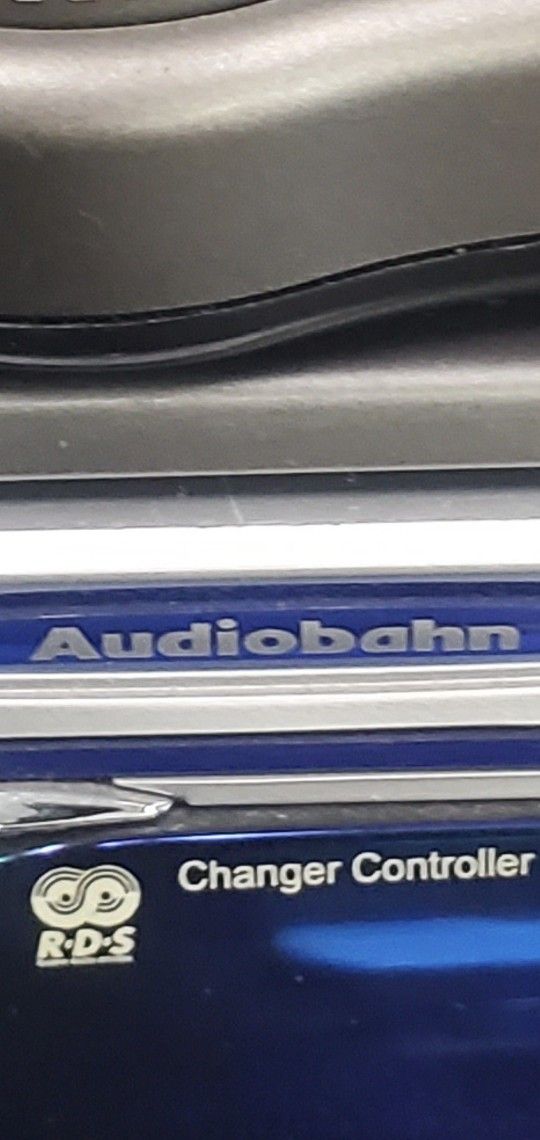 Audiobahn
Changer Controller
R·D·S